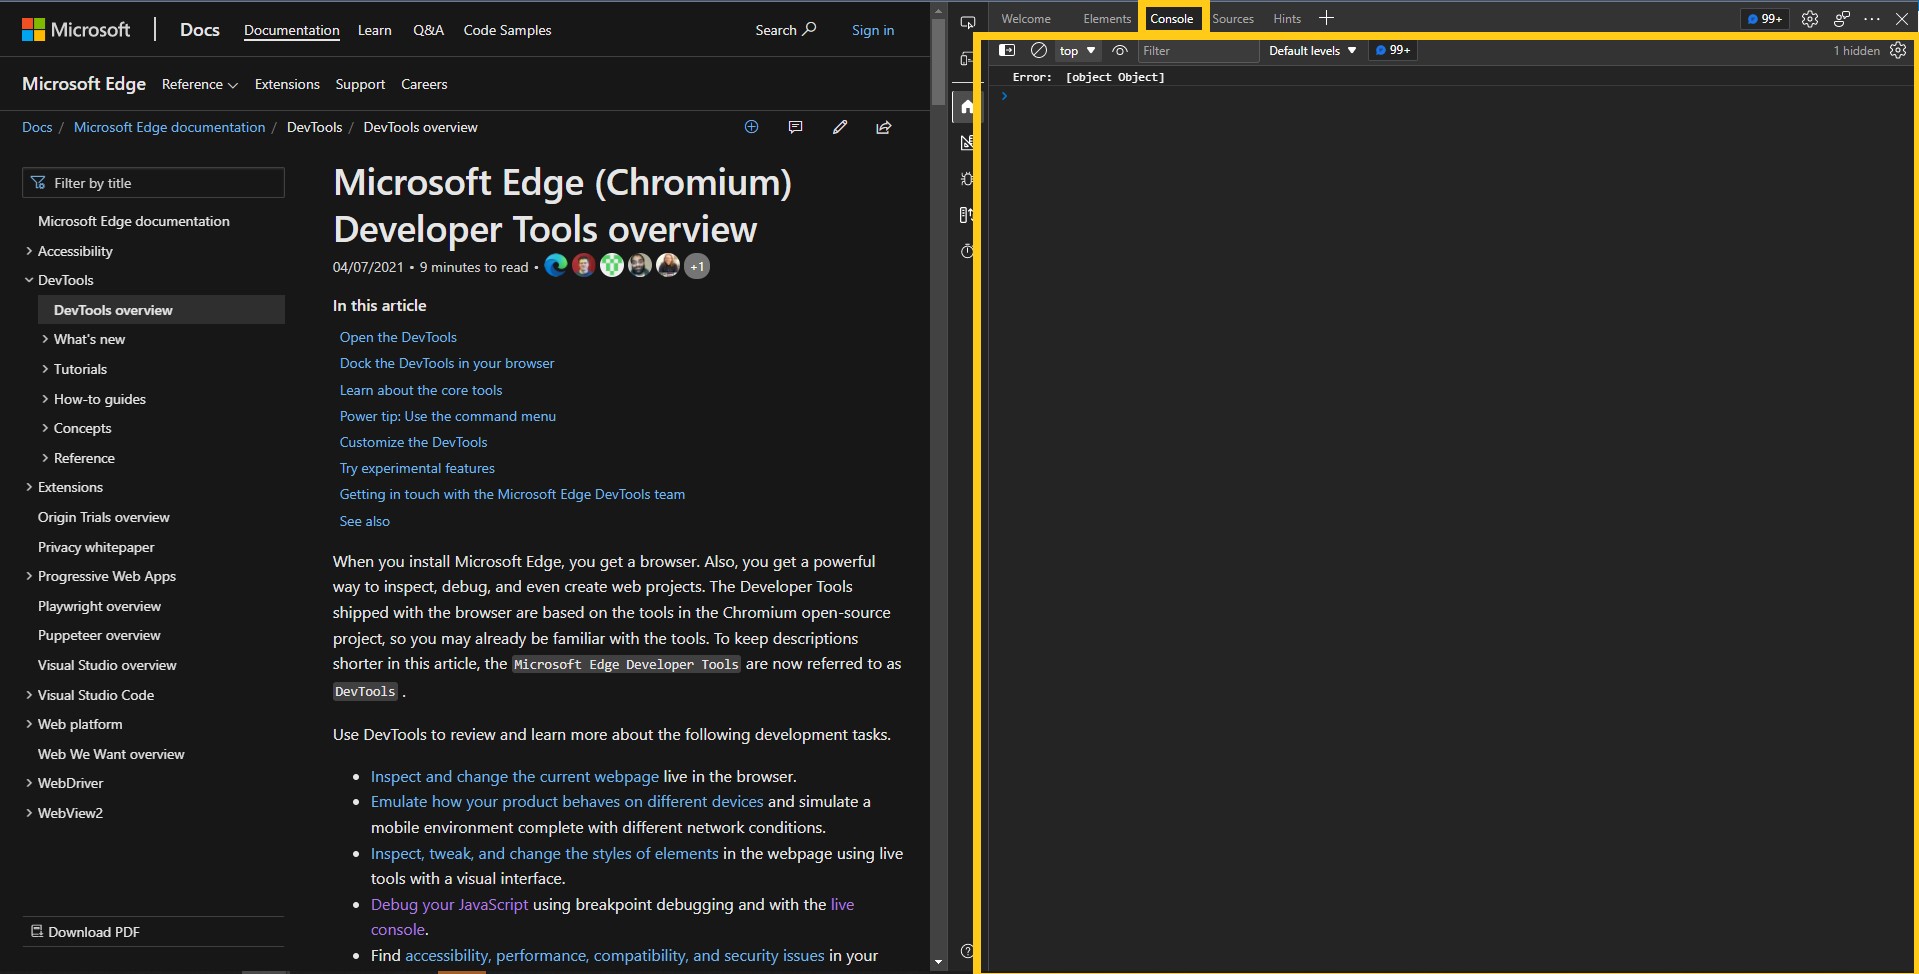 Microsoft
Docs
Documentation
Learn
Q&A
Code Samples
Search
Sign in
Microsoft Edge
Reference
Extensions
Support
Careers
Docs / Microsoft Edge documentation / DevTools / DevTools overview
Filter by title
Microsoft Edge documentation
Accessibility
DevTools
DevTools overview
What's new
Tutorials
How-to guides
Concepts
Reference
Extensions
Origin Trials overview
Privacy whitepaper
Progressive Web Apps
Playwright overview
Puppeteer overview
Visual Studio overview
Visual Studio Code
Web platform
Web We Want overview
WebDriver
WebView2
Download PDF
Microsoft Edge (Chromium)
Developer Tools overview
04/07/2021 • 9 minutes to read •
+1
In this article
Open the DevTools
Dock the DevTools in your browser
Learn about the core tools
Power tip: Use the command menu
Customize the DevTools
Try experimental features
Getting in touch with the Microsoft Edge DevTools team
See also
When you install Microsoft Edge, you get a browser. Also, you get a powerful
way to inspect, debug, and even create web projects. The Developer Tools
shipped with the browser are based on the tools in the Chromium open-source
project, so you may already be familiar with the tools. To keep descriptions
shorter in this article, the Microsoft Edge Developer Tools are now referred to as
DevTools .
Use DevTools to review and learn more about the following development tasks.
• Inspect and change the current webpage live in the browser.
• Emulate how your product behaves on different devices and simulate a
mobile environment complete with different network conditions.
• Inspect, tweak, and change the styles of elements in the webpage using live
tools with a visual interface.
• Debug your JavaScript using breakpoint debugging and with the live
console.
• Find accessibility, performance, compatibility, and security issues in your
Welcome
Elements
Console
Sources
Hints
99+
top
Filter
Default levels
99+
1 hidden
Error: [object Object]